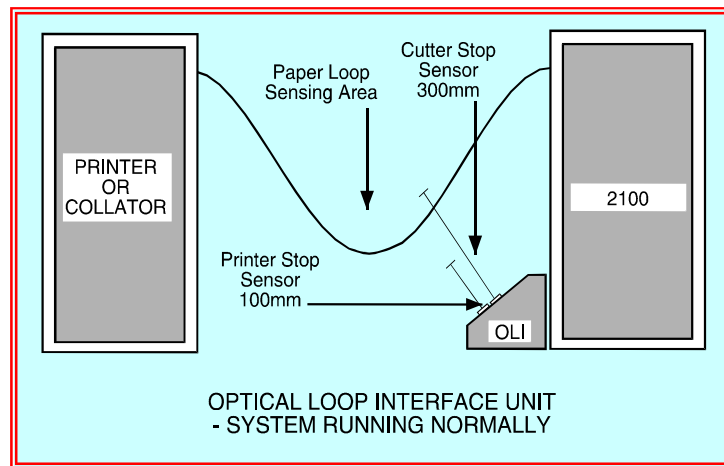 Paper Loop
Sensing Area
Cutter Stop
Sensor
300mm
PRINTER
OR
COLLATOR
2100
Printer Stop
Sensor
100mm
OLI
OPTICAL LOOP INTERFACE UNIT
- SYSTEM RUNNING NORMALLY